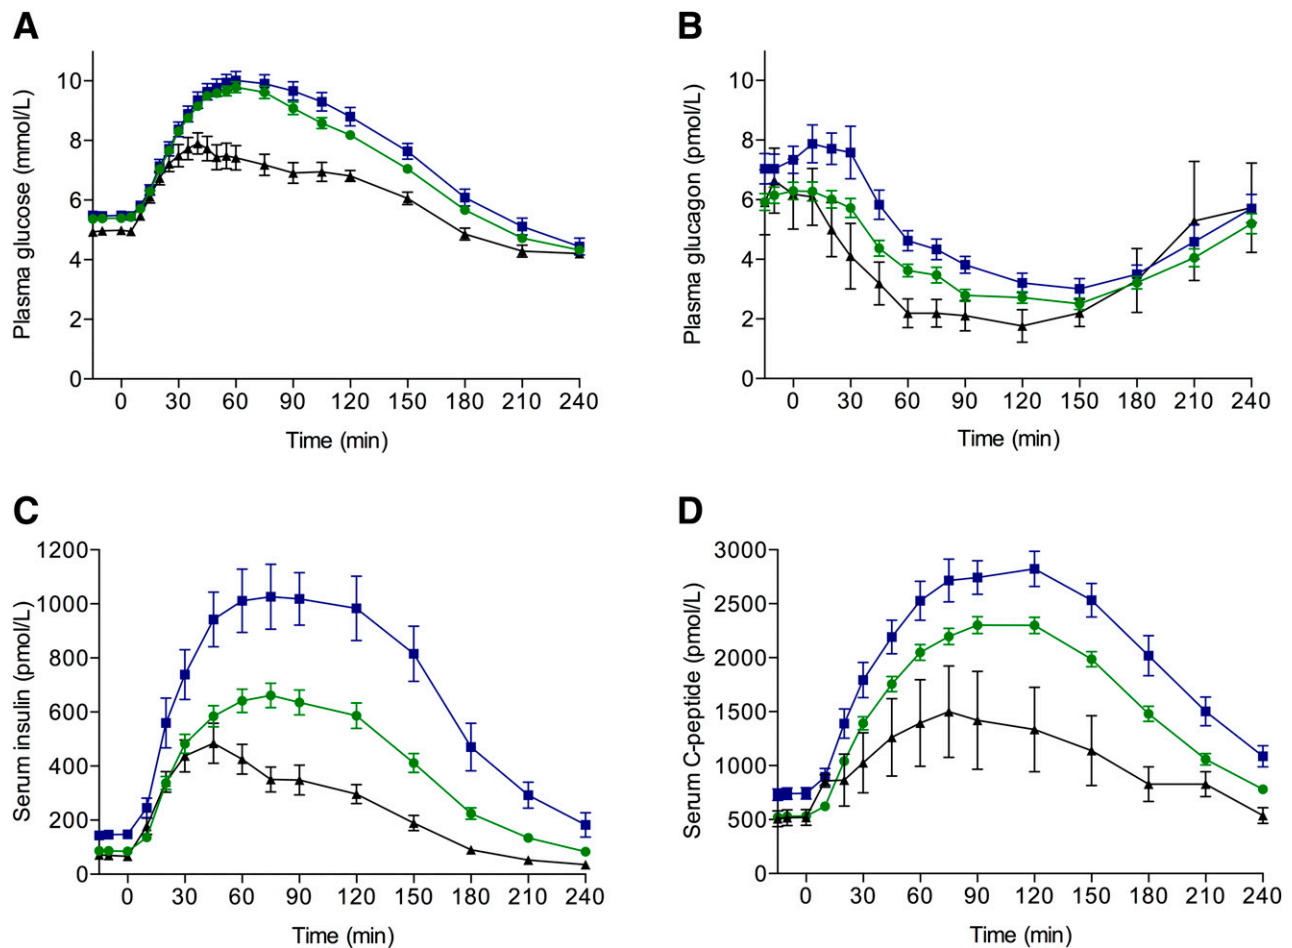 A
Plasma glucose (mmol/L)
10
8
6
4
2
0
0 30 60 90 120 150 180 210 240
Time (min)
B
Plasma glucagon (pmol/L)
10
8
6
4
2
0
0 30 60 90 120 150 180 210 240
Time (min)
C
Serum insulin (pmol/L)
1200
1000
800
600
400
200
0
0 30 60 90 120 150 180 210 240
Time (min)
D
Serum C-peptide (pmol/L)
3000
2500
2000
1500
1000
500
0
0 30 60 90 120 150 180 210 240
Time (min)